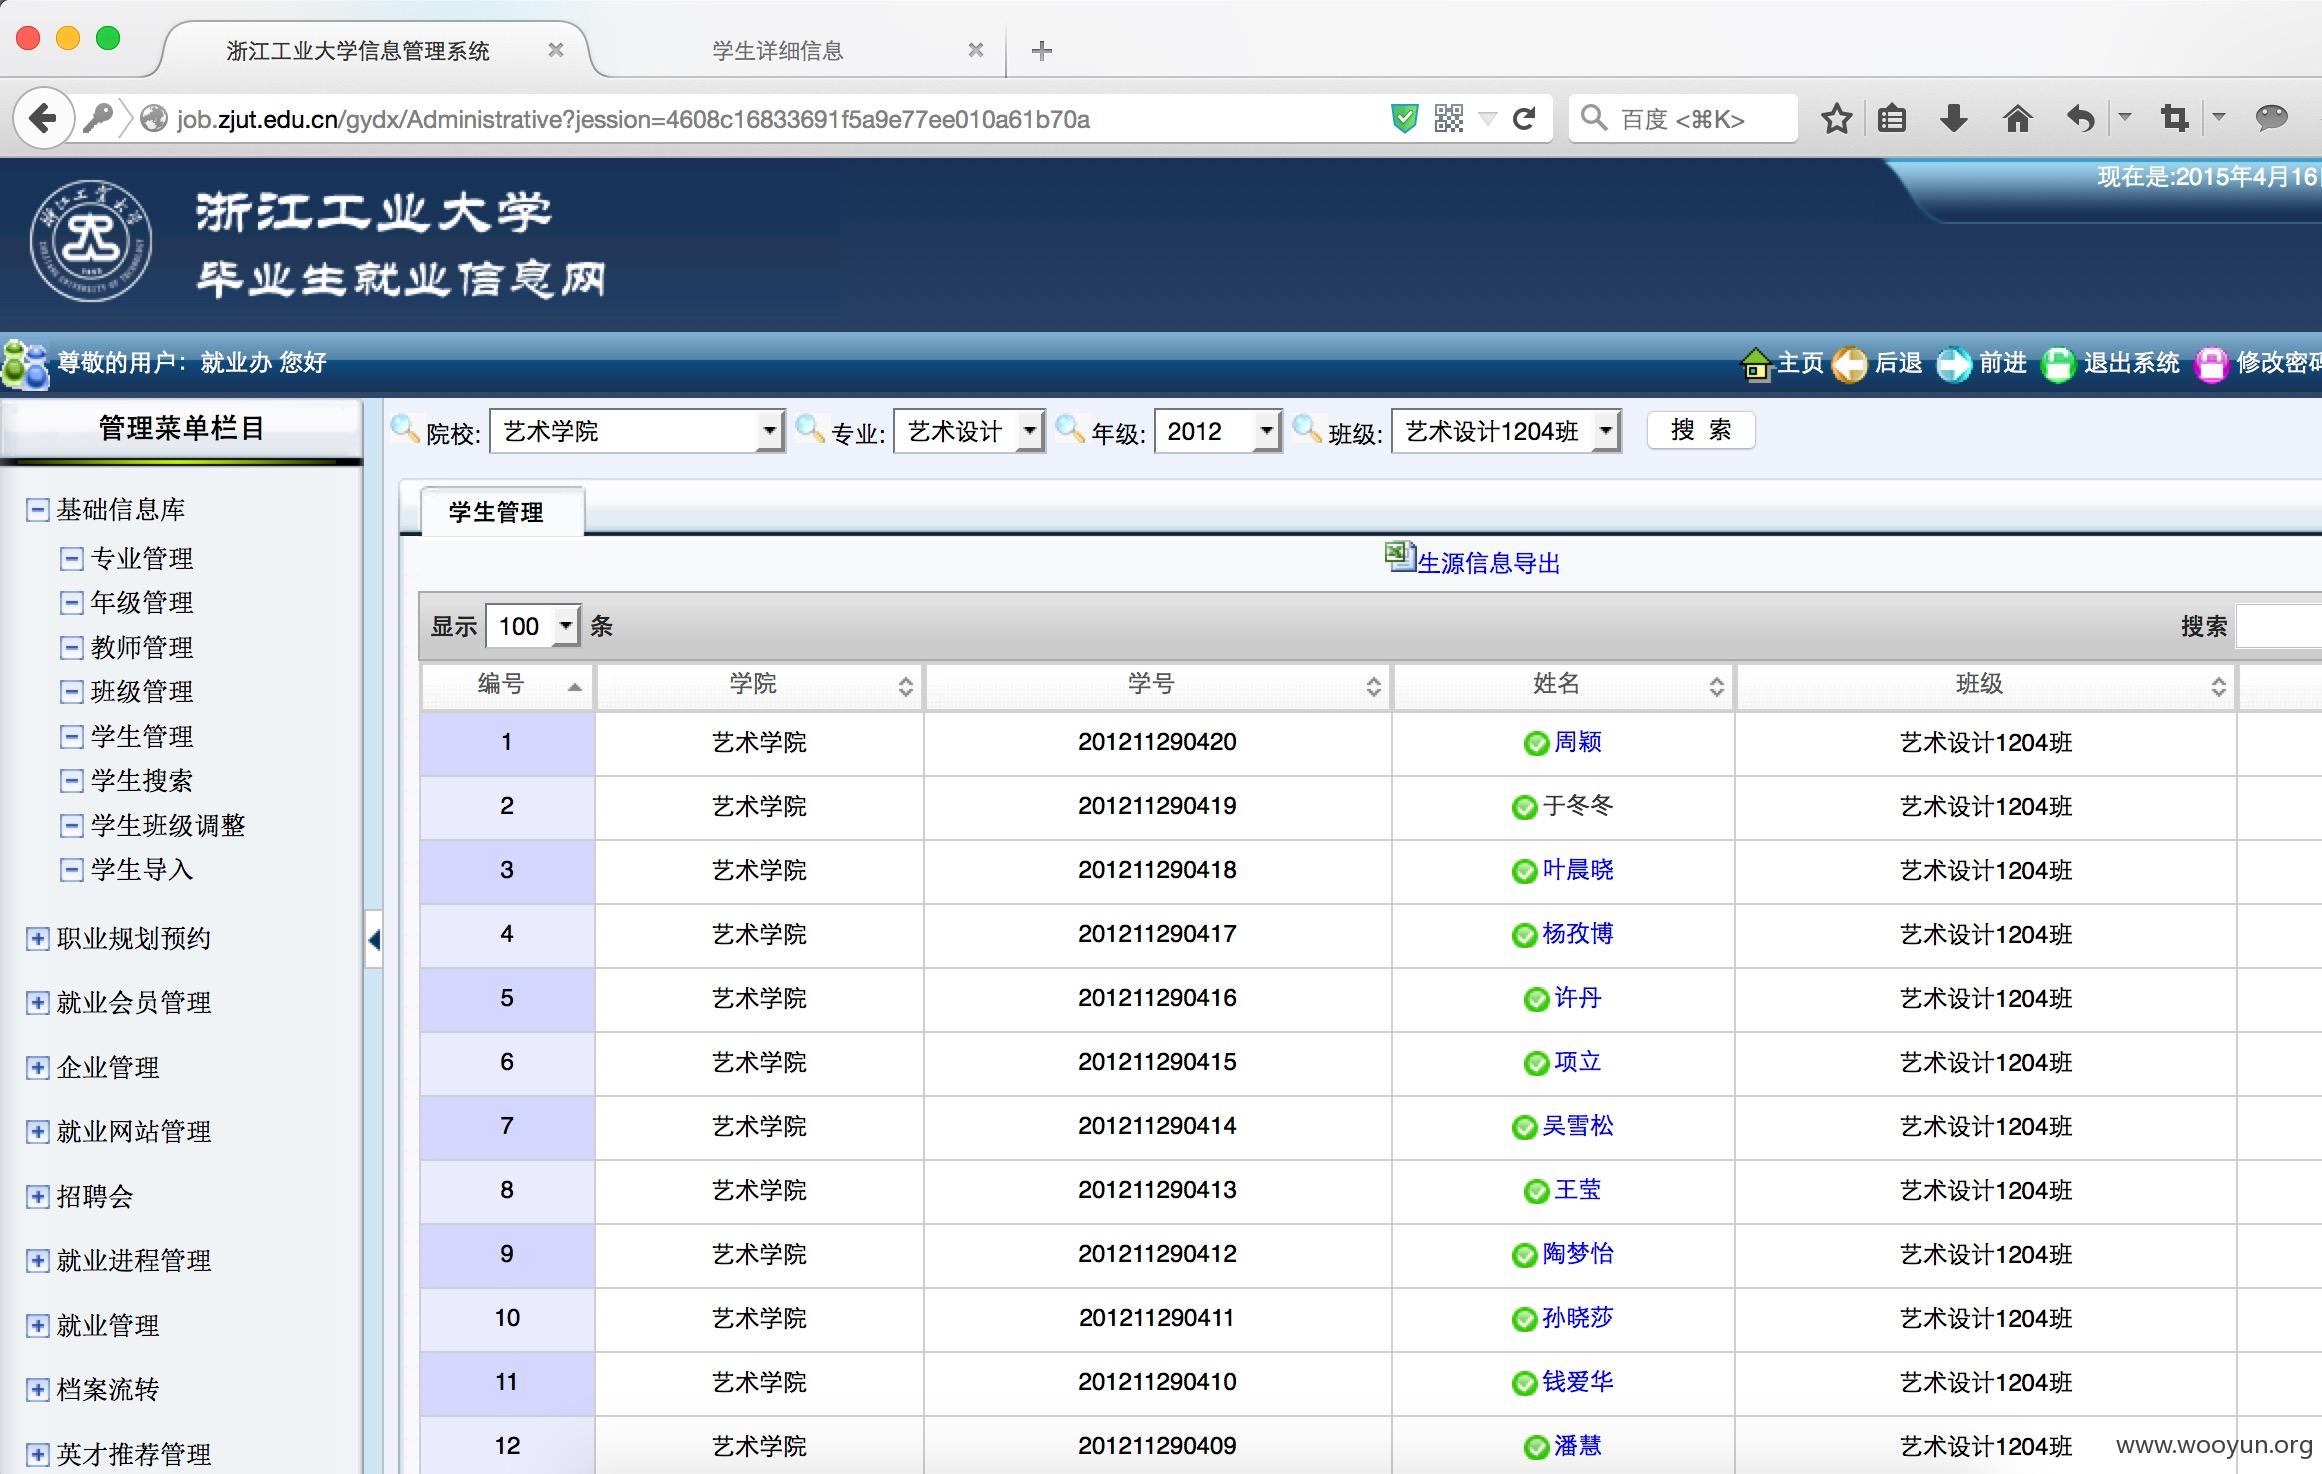 浙江工业大学信息管理系统
学生详细信息
job.zjut.edu.cn/gydx/Administrative?jession=4608c16833691f5a9e77ee010a61b70a
百度 <⌘K>
现在是:2015年4月16
浙江工业大学
毕业生就业信息网
尊敬的用户：就业办 您好
主页 后退 前进 退出系统 修改密码
管理菜单栏目
基础信息库
专业管理
年级管理
教师管理
班级管理
学生管理
学生搜索
学生班级调整
学生导入
职业规划预约
就业会员管理
企业管理
就业网站管理
招聘会
就业进程管理
就业管理
档案流转
英才推荐管理
院校: 艺术学院 专业: 艺术设计 年级: 2012 班级: 艺术设计1204班 搜 索
学生管理
生源信息导出
显示 100 条 搜索
编号 学院 学号 姓名 班级
1 艺术学院 201211290420 周颖 艺术设计1204班
2 艺术学院 201211290419 于冬冬 艺术设计1204班
3 艺术学院 201211290418 叶晨晓 艺术设计1204班
4 艺术学院 201211290417 杨孜博 艺术设计1204班
5 艺术学院 201211290416 许丹 艺术设计1204班
6 艺术学院 201211290415 项立 艺术设计1204班
7 艺术学院 201211290414 吴雪松 艺术设计1204班
8 艺术学院 201211290413 王莹 艺术设计1204班
9 艺术学院 201211290412 陶梦怡 艺术设计1204班
10 艺术学院 201211290411 孙晓莎 艺术设计1204班
11 艺术学院 201211290410 钱爱华 艺术设计1204班
12 艺术学院 201211290409 潘慧 艺术设计1204班
www.wooyun.org